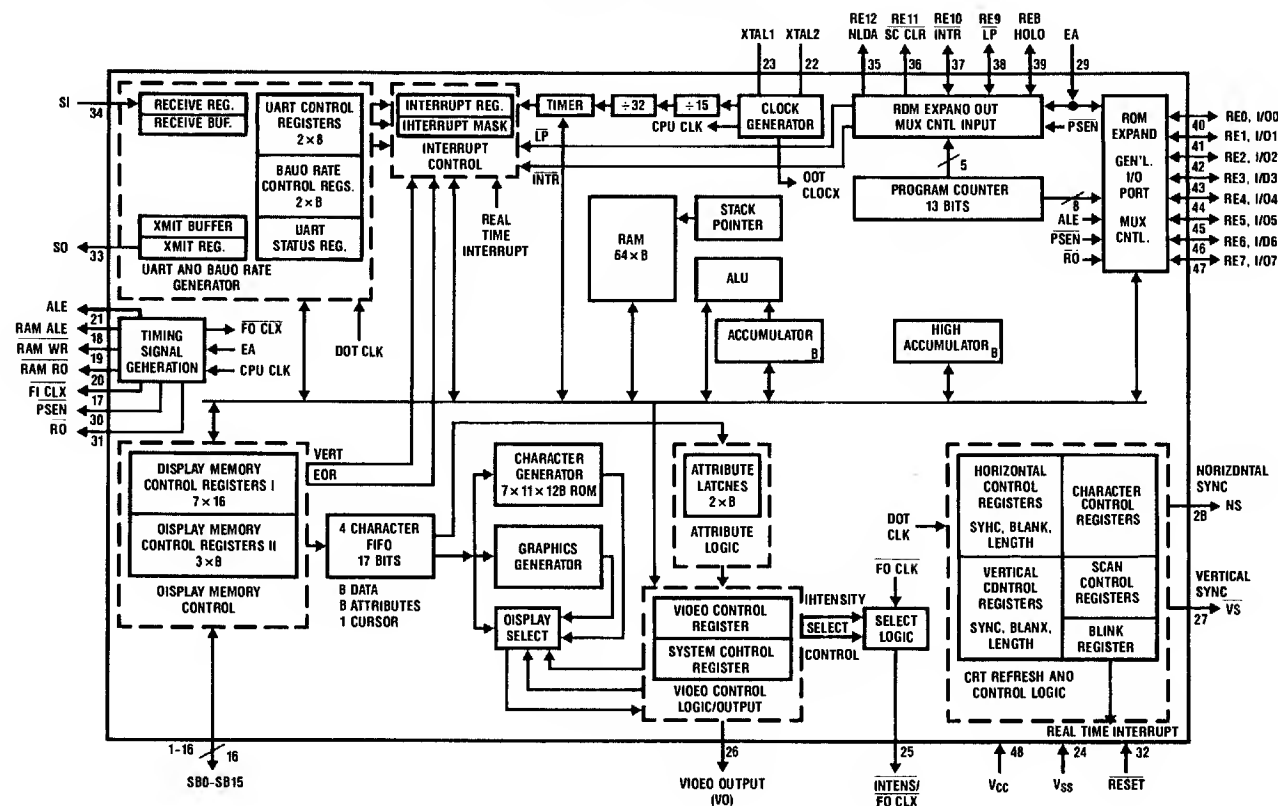 XTAL1
XTAL2
RE12
NLDA
RE11
SC CLR
RE10
INTR
RE9
LP
REB
HOLO
EA
23
22
35
36
37
38
39
29
SI
34
RECEIVE REG.
RECEIVE BUF.
UART CONTROL
REGISTERS
2 × 8
BAUO RATE
CONTROL REGS.
2 × B
UART
STATUS REG.
XMIT BUFFER
XMIT REG.
UART AND BAUO RATE
GENERATOR
SO
33
INTERRUPT REG.
IHTERRUPT MASK
INTERRUPT
CONTROL
TIMER
÷32
÷15
CLOCK
GENERATOR
CPU CLK
LP
INTR
OOT
CLOCX
REAL
TIME
INTERRUPT
RDM EXPANO OUT
MUX CNTL INPUT
PSEN
5
PROGRAM COUNTER
13 BITS
8
ALE
PSEN
RO
ROM
EXPAND
GEN'L.
I/O
PORT
MUX
CNTL.
RE0, I/O0
40
RE1, I/O1
41
RE2, I/O2
42
RE3, I/D3
43
RE4, I/O4
44
RE5, I/O5
45
RE6, I/D6
46
RE7, I/O7
47
RAM
64 × B
STACK
POINTER
ALU
ACCUMULATOR
B
HIGH
ACCUMULATOR
B
ALE
21
RAM ALE
18
RAM WR
19
RAM RO
20
FI CLX
17
PSEN
30
RO
31
TIMING
SIGNAL
GEHERATION
FO CLX
EA
CPU CLK
DOT CLK
DISPLAY MEMORY
CONTROL REGISTERS I
7 × 16
DISPLAY MEMORY
CONTROL REGISTERS II
3 × B
DISPLAY MEMORY
CONTROL
VERT
EOR
4 CHARACTER
FIFO
17 BITS
B DATA
B ATTRIBUTES
1 CURSOR
CHARACTER
GENERATOR
7 × 11 × 12B ROM
GRAPHICS
GENERATOR
OISPLAY
SELECT
ATTRIBUTE
LATCNES
2 × B
ATTRIBUTE
LOGIC
VIDEO CONTROL
REGISTER
SYSTEM COHTROL
REGISTER
VIDEO CONTROL
LOGIC/OUTPUT
IHTENSITY
SELECT
CONTROL
FO CLK
SELECT
LOGIC
DOT
CLK
HORIZONTAL
CONTROL
REGISTERS
SYHC, BLANK,
LENGTH
CHARACTER
CONTROL
REGISTERS
VERTICAL
CONTROL
REGISTERS
SYNC, BLANX,
LENGTH
SCAN
CONTROL
REGISTERS
BLINK
REGISTER
CRT REFRESH AND
CONTROL LOGIC
REAL TIME INTERRUPT
NORIZDNTAL
SYNC
NS
2B
VERTICAL
SYNC
VS
27
1-16
16
26
25
48
24
32
SB0-SB15
VIDEO OUTPUT
(VO)
INTENS/
FO CLX
VCC
VSS
RESET